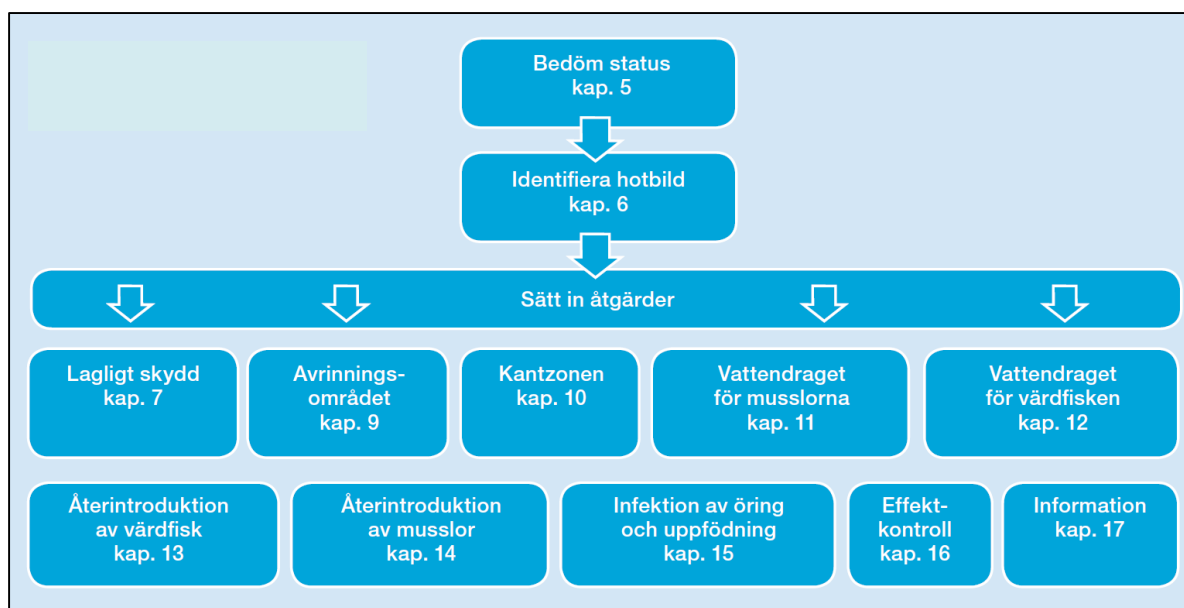 Bedöm status
kap. 5
Identifiera hotbild
kap. 6
Sätt in åtgärder
Lagligt skydd
kap. 7
Avrinnings-
området
kap. 9
Kantzonen
kap. 10
Vattendraget
för musslorna
kap. 11
Vattendraget
för värdfisken
kap. 12
Återintroduktion
av värdfisk
kap. 13
Återintroduktion
av musslor
kap. 14
Infektion av öring
och uppfödning
kap. 15
Effekt-
kontroll
kap. 16
Information
kap. 17